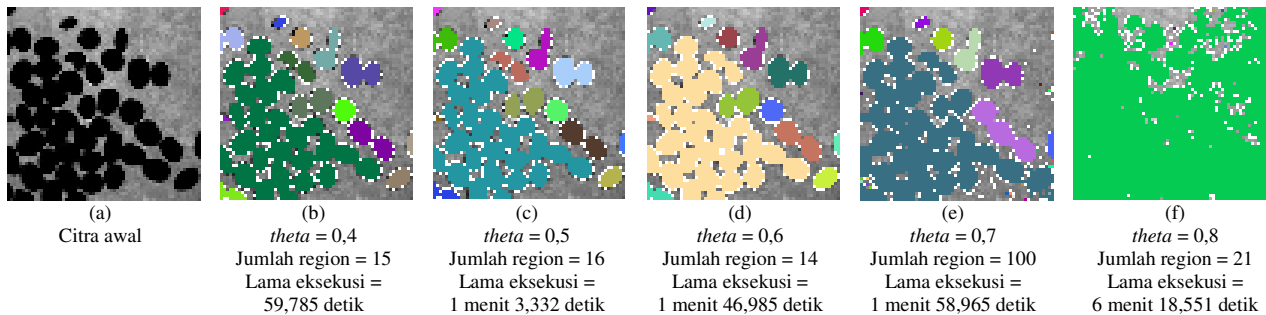 (a)
Citra awal
(b)
theta = 0,4
Jumlah region = 15
Lama eksekusi =
59,785 detik
(c)
theta = 0,5
Jumlah region = 16
Lama eksekusi =
1 menit 3,332 detik
(d)
theta = 0,6
Jumlah region = 14
Lama eksekusi =
1 menit 46,985 detik
(e)
theta = 0,7
Jumlah region = 100
Lama eksekusi =
1 menit 58,965 detik
(f)
theta = 0,8
Jumlah region = 21
Lama eksekusi =
6 menit 18,551 detik